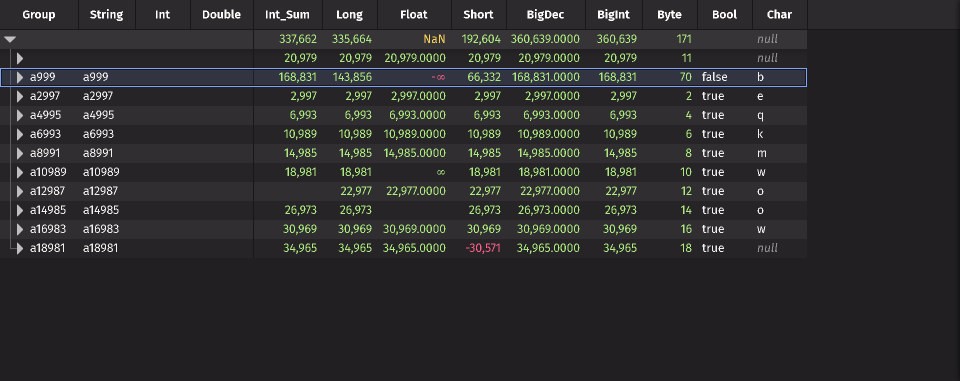 Group String Int Double Int_Sum Long Float Short BigDec BigInt Byte Bool Char
337,662 335,664 NaN 192,604 360,639.0000 360,639 171 null
20,979 20,979 20,979.0000 20,979 20,979.0000 20,979 11 null
a999 a999 168,831 143,856 -∞ 66,332 168,831.0000 168,831 70 false b
a2997 a2997 2,997 2,997 2,997.0000 2,997 2,997.0000 2,997 2 true e
a4995 a4995 6,993 6,993 6,993.0000 6,993 6,993.0000 6,993 4 true q
a6993 a6993 10,989 10,989 10,989.0000 10,989 10,989.0000 10,989 6 true k
a8991 a8991 14,985 14,985 14,985.0000 14,985 14,985.0000 14,985 8 true m
a10989 a10989 18,981 18,981 ∞ 18,981 18,981.0000 18,981 10 true w
a12987 a12987 22,977 22,977.0000 22,977 22,977.0000 22,977 12 true o
a14985 a14985 26,973 26,973 26,973 26,973.0000 26,973 14 true o
a16983 a16983 30,969 30,969 30,969.0000 30,969 30,969.0000 30,969 16 true w
a18981 a18981 34,965 34,965 34,965.0000 -30,571 34,965.0000 34,965 18 true null